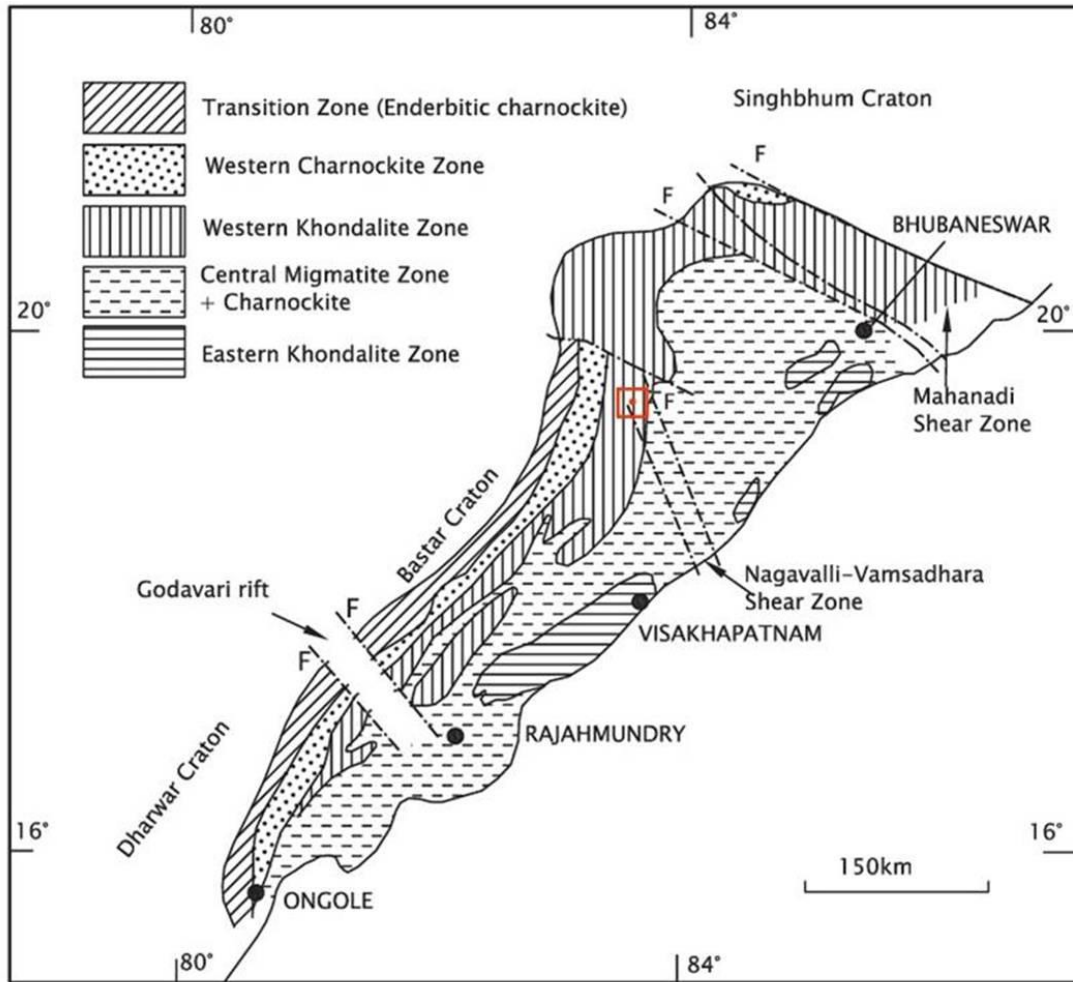 80°
84°
Transition Zone (Enderbitic charnockite)
Western Charnockite Zone
Western Khondalite Zone
Central Migmatite Zone
+ Charnockite
Eastern Khondalite Zone
Singhbhum Craton
F
F
BHUBANESWAR
20°
20°
Mahanadi
Shear Zone
F
Bastar Craton
Godavari rift
F
F
Nagavalli-Vamsadhara
Shear Zone
VISAKHAPATNAM
RAJAHMUNDRY
Dharwar Craton
16°
16°
150km
ONGOLE
80°
84°